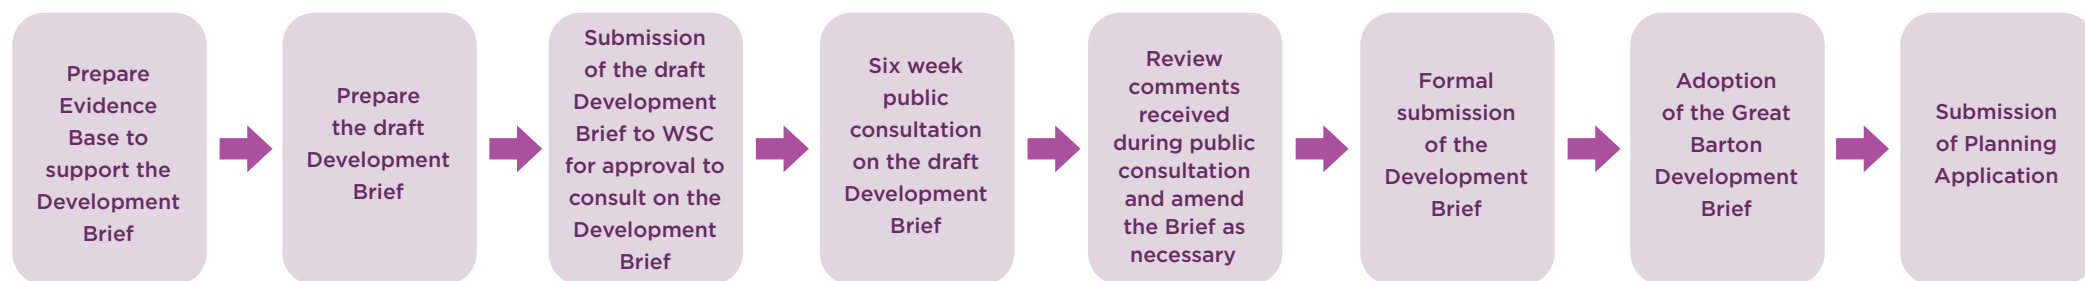 Prepare
Evidence
Base to
support the
Development
Brief
Prepare
the draft
Development
Brief
Submission
of the draft
Development
Brief to WSC
for approval to
consult on the
Development
Brief
Six week
public
consultation
on the draft
Development
Brief
Review
comments
received
during public
consultation
and amend
the Brief as
necessary
Formal
submission
of the
Development
Brief
Adoption
of the Great
Barton
Development
Brief
Submission
of Planning
Application